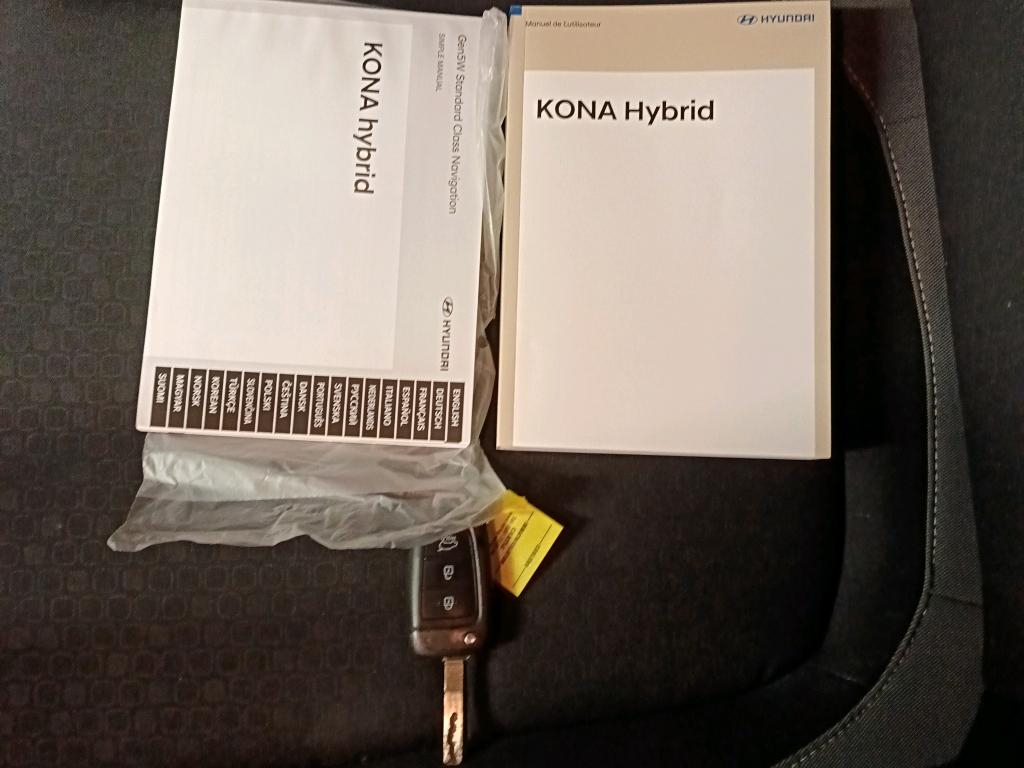 Gen5W Standard Class Navigation
SIMPLE MANUAL
KONA hybrid
HYUNDAI
ENGLISH
DEUTSCH
FRANÇAIS
ESPAÑOL
ITALIANO
NEDERLANDS
РУССКИЙ
SVENSKA
PORTUGUÊS
DANSK
ČEŠTINA
POLSKI
SLOVENČINA
TÜRKÇE
KOREAN
NORSK
MAGYAR
SUOMI
Manuel de l'utilisateur
HYUNDAI
KONA Hybrid